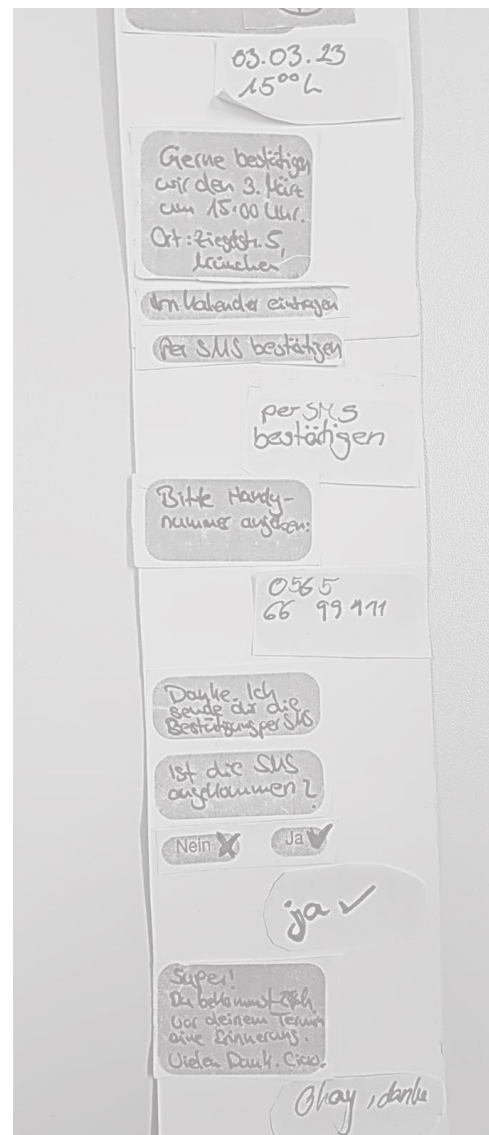 03.03.23
15⁰⁰ h
Gerne bestätigen
wir den 3. März
um 15:00 Uhr.
Ort: Zieglstr. 5,
München
Im Kalender eintragen
Per SMS bestätigen
per SMS
bestätigen
Bitte Handy-
nummer angeben:
0565
66 99 111
Danke. Ich
sende dir die
Bestätigung per SMS
Ist die SMS
angekommen?
Nein Ja
ja
Super!
Du bekommst 24h
vor deinem Termin
eine Erinnerung.
Vielen Dank. Ciao.
Okay, danke